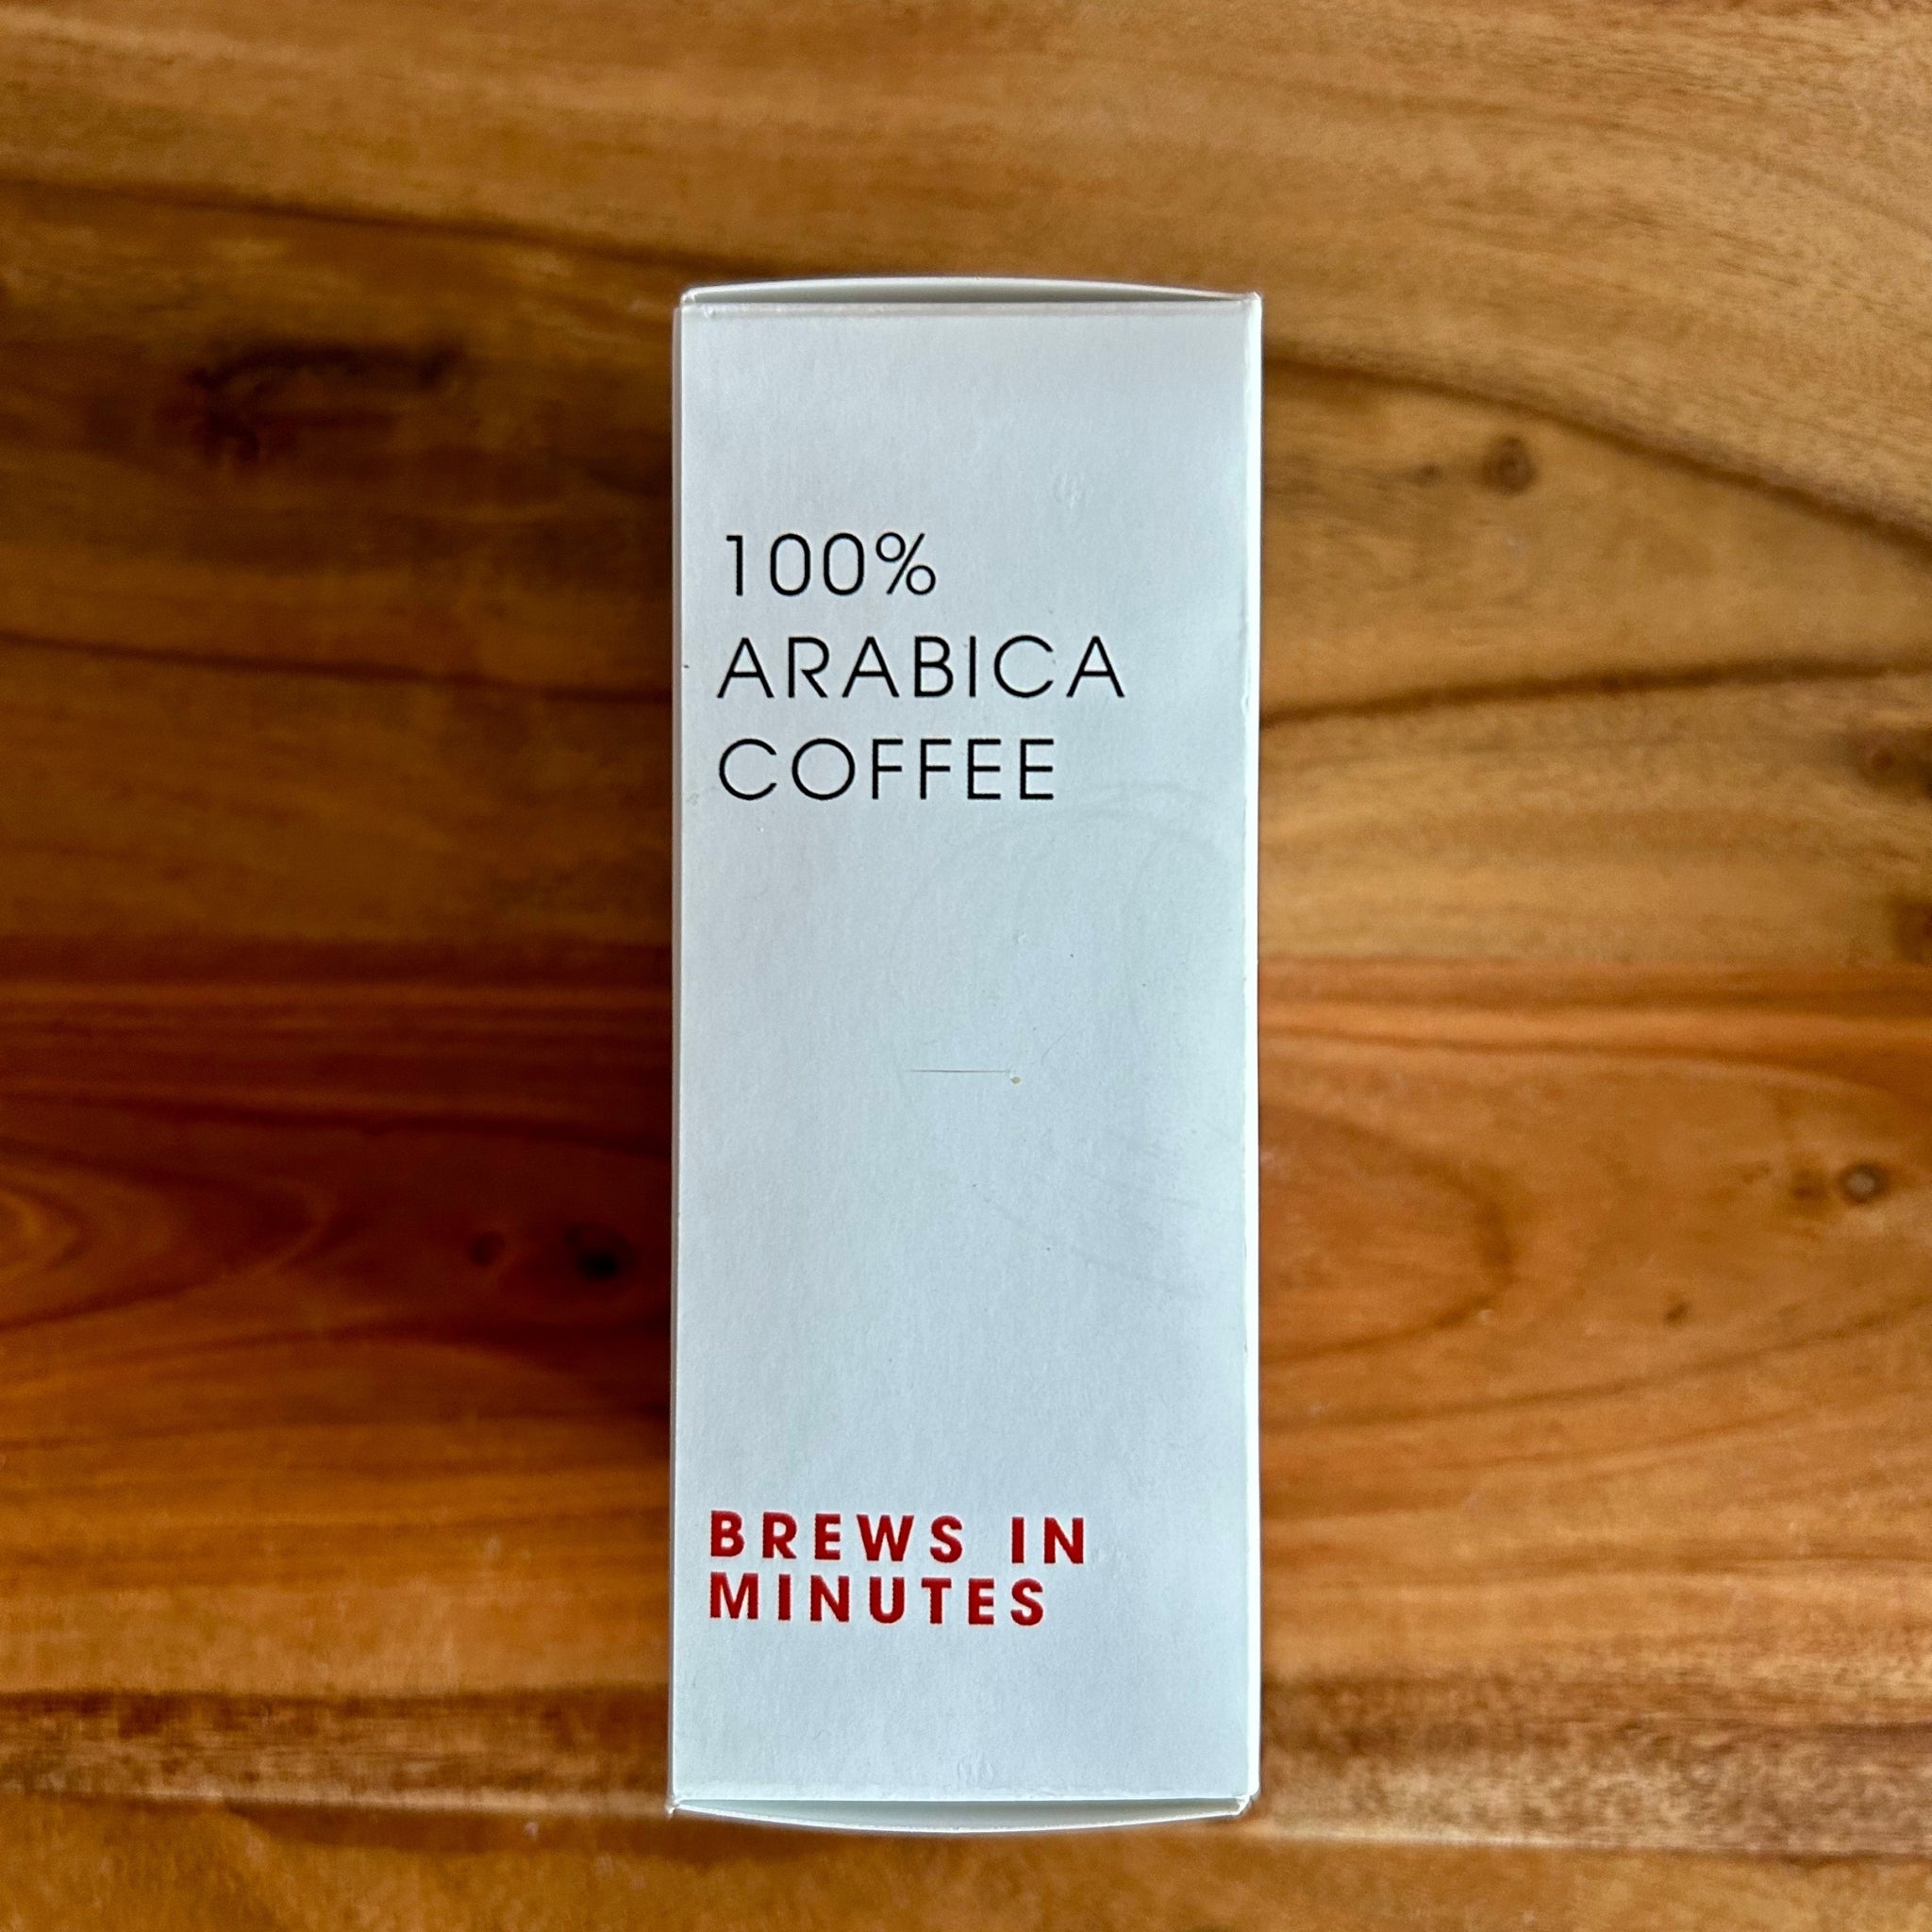 100%
ARABICA
COFFEE
BREWS IN
MINUTES